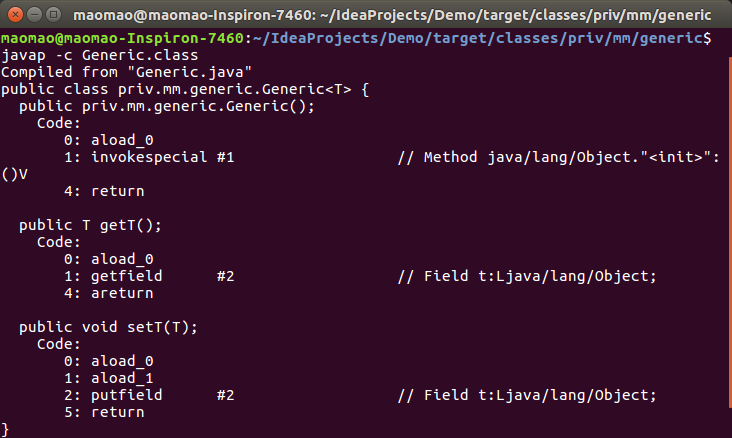 maomao@maomao-Inspiron-7460: ~/IdeaProjects/Demo/target/classes/priv/mm/generic
maomao@maomao-Inspiron-7460:~/IdeaProjects/Demo/target/classes/priv/mm/generic$
javap -c Generic.class
Compiled from "Generic.java"
public class priv.mm.generic.Generic<T> {
  public priv.mm.generic.Generic();
    Code:
       0: aload_0
       1: invokespecial #1                  // Method java/lang/Object."<init>":
()V
       4: return

  public T getT();
    Code:
       0: aload_0
       1: getfield      #2                  // Field t:Ljava/lang/Object;
       4: areturn

  public void setT(T);
    Code:
       0: aload_0
       1: aload_1
       2: putfield      #2                  // Field t:Ljava/lang/Object;
       5: return
}